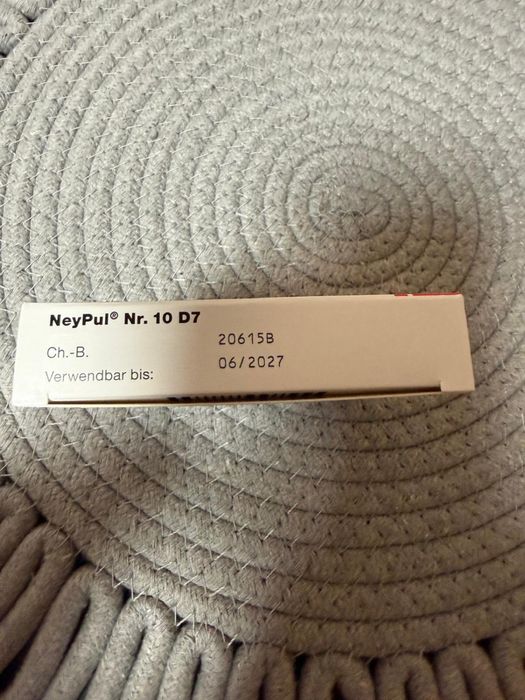 NeyPul® Nr. 10 D7
Ch.-B. 20615B
Verwendbar bis: 06/2027